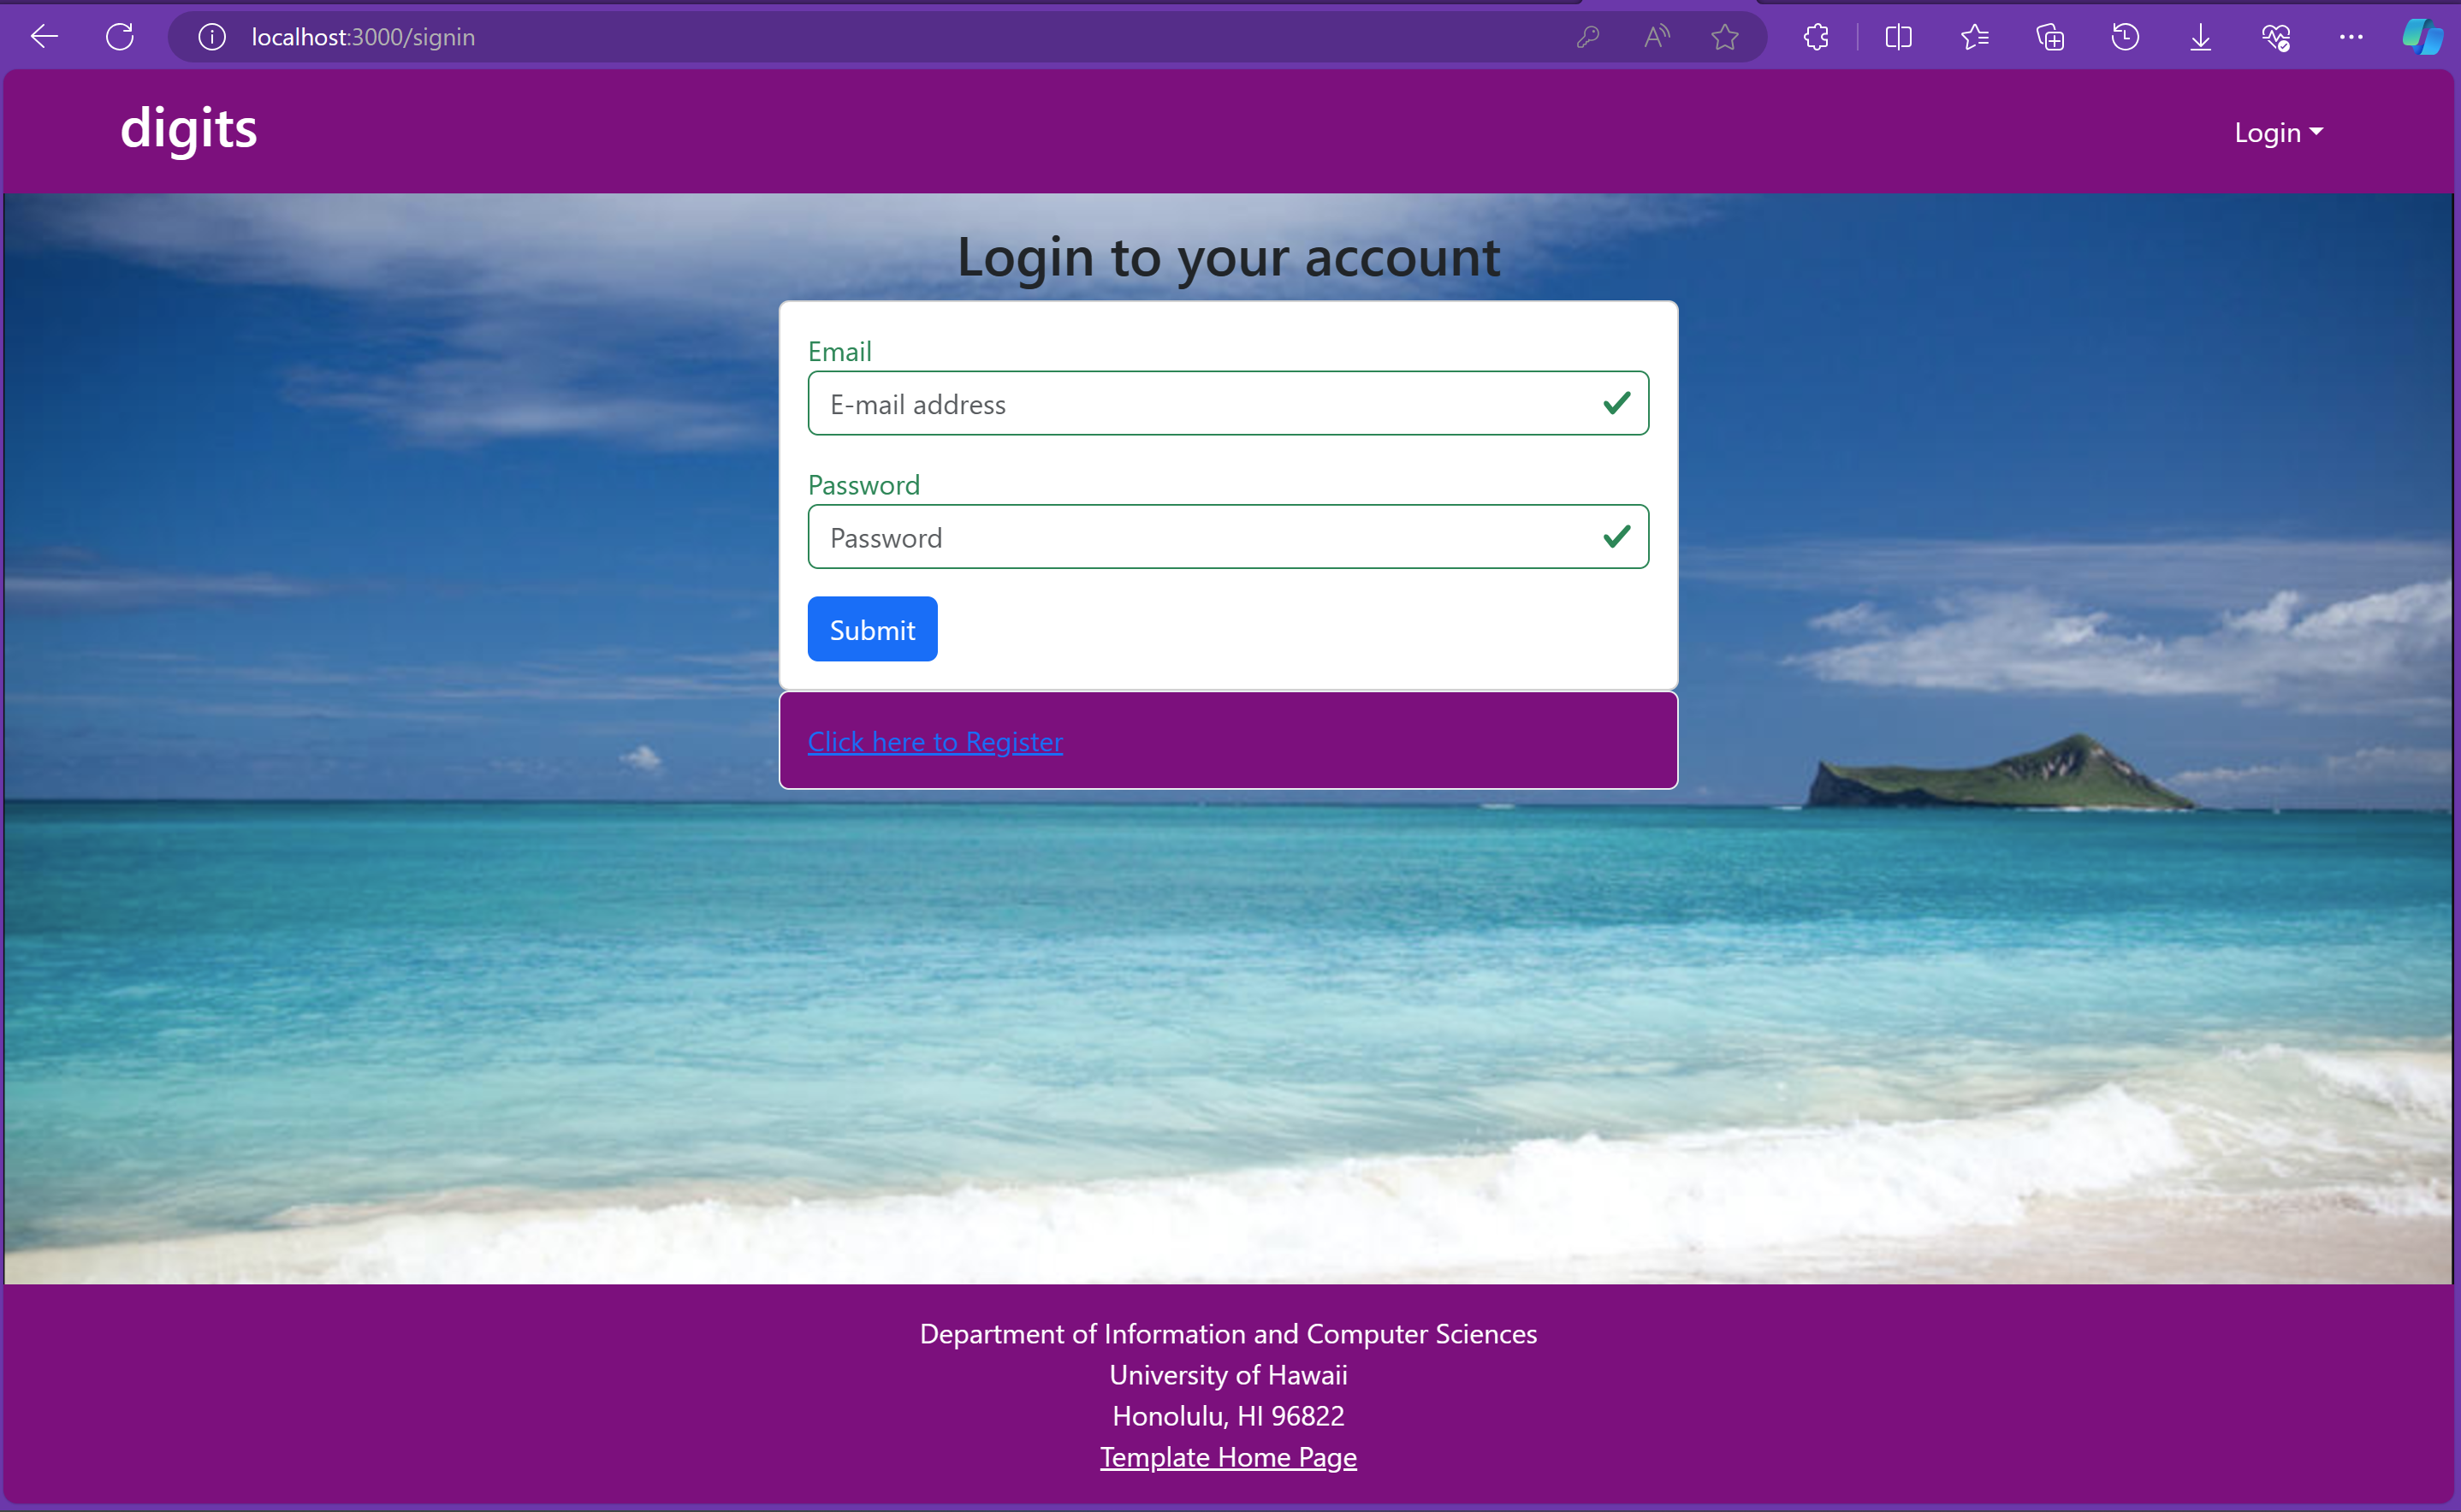 localhost:3000/signin
digits
Login
Login to your account
Email
E-mail address
Password
Password
Submit
Click here to Register
Department of Information and Computer Sciences
University of Hawaii
Honolulu, HI 96822
Template Home Page